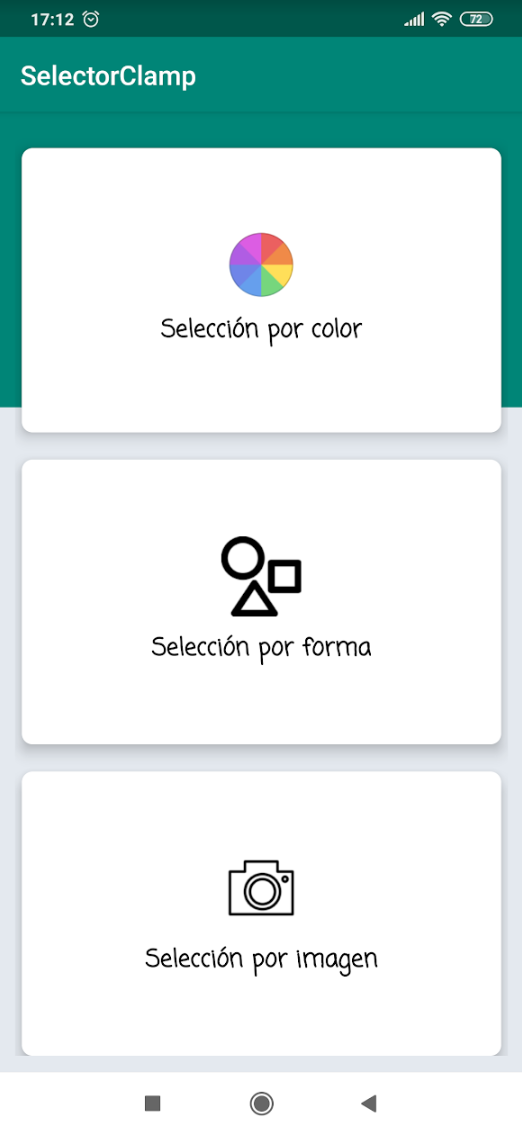 17:12
72
SelectorClamp
Selección por color
Selección por forma
Selección por imagen